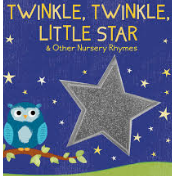 TWINKLE, TWINKLE,
LITTLE STAR
& Other Nursery Rhymes